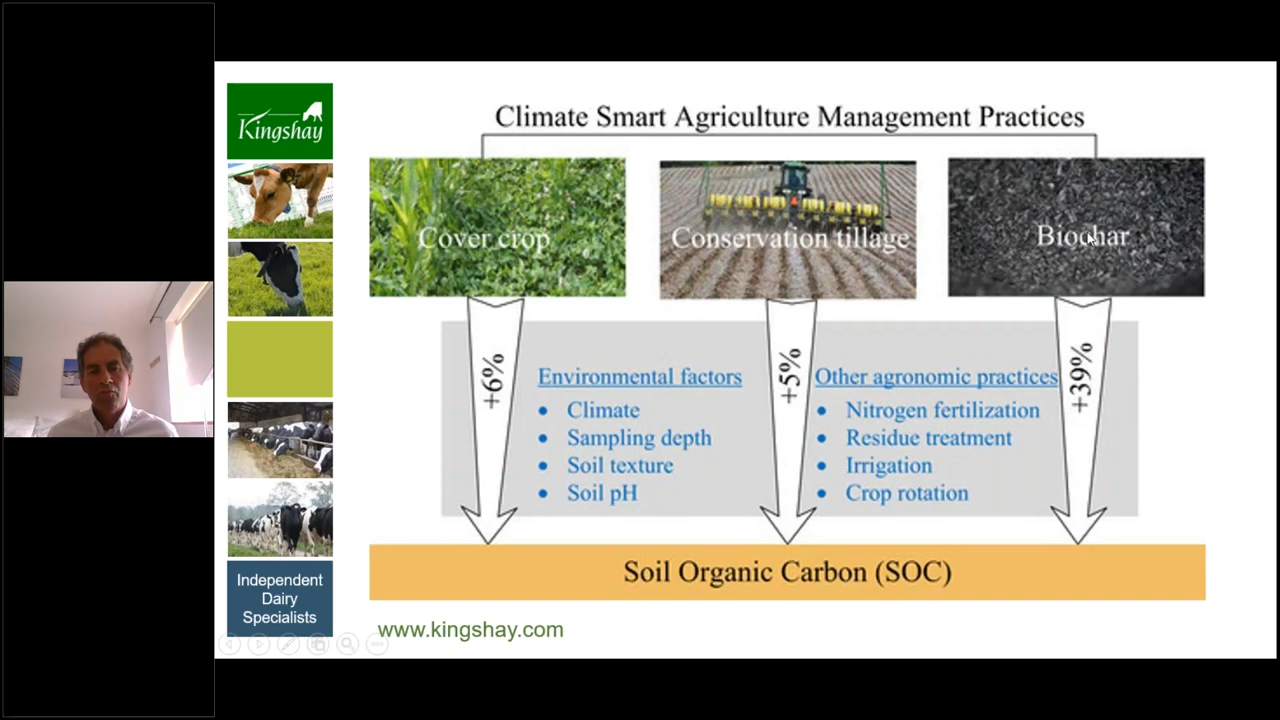 Kingshay
Independent
Dairy
Specialists
Climate Smart Agriculture Management Practices
Cover crop
Conservation tillage
Biochar
+6%
+5%
+39%
Environmental factors
• Climate
• Sampling depth
• Soil texture
• Soil pH
Other agronomic practices
• Nitrogen fertilization
• Residue treatment
• Irrigation
• Crop rotation
Soil Organic Carbon (SOC)
www.kingshay.com